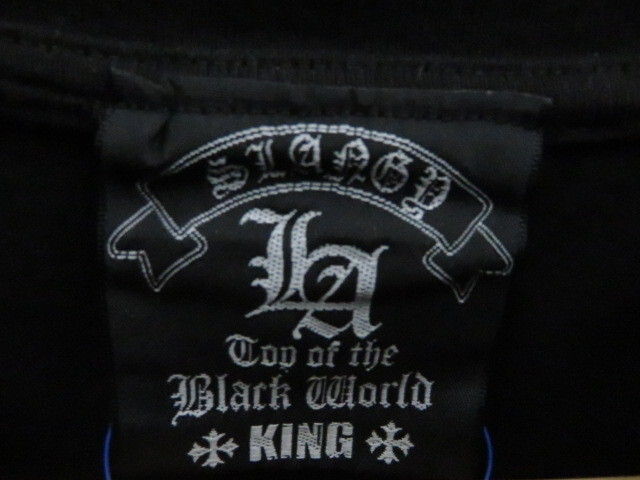 SLANGY
LA
Top of the
Black World
KING